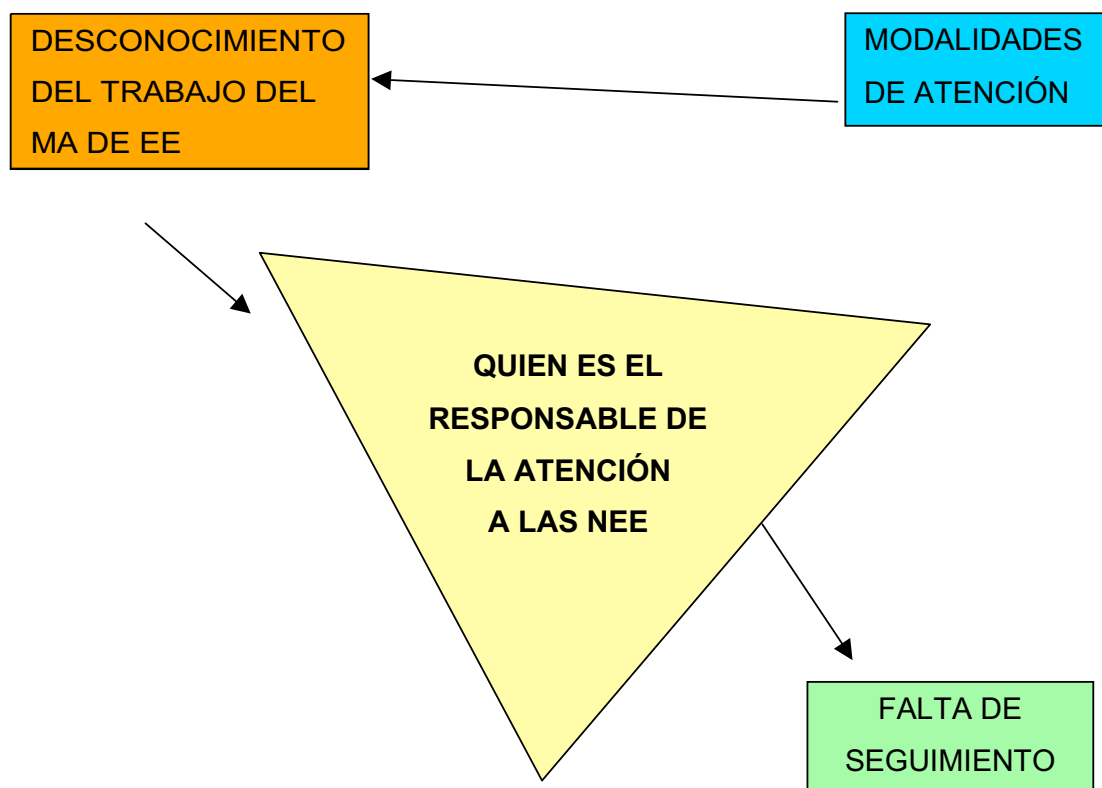 DESCONOCIMIENTO
DEL TRABAJO DEL
MA DE EE
MODALIDADES
DE ATENCIÓN
QUIEN ES EL
RESPONSABLE DE
LA ATENCIÓN
A LAS NEE
FALTA DE
SEGUIMIENTO